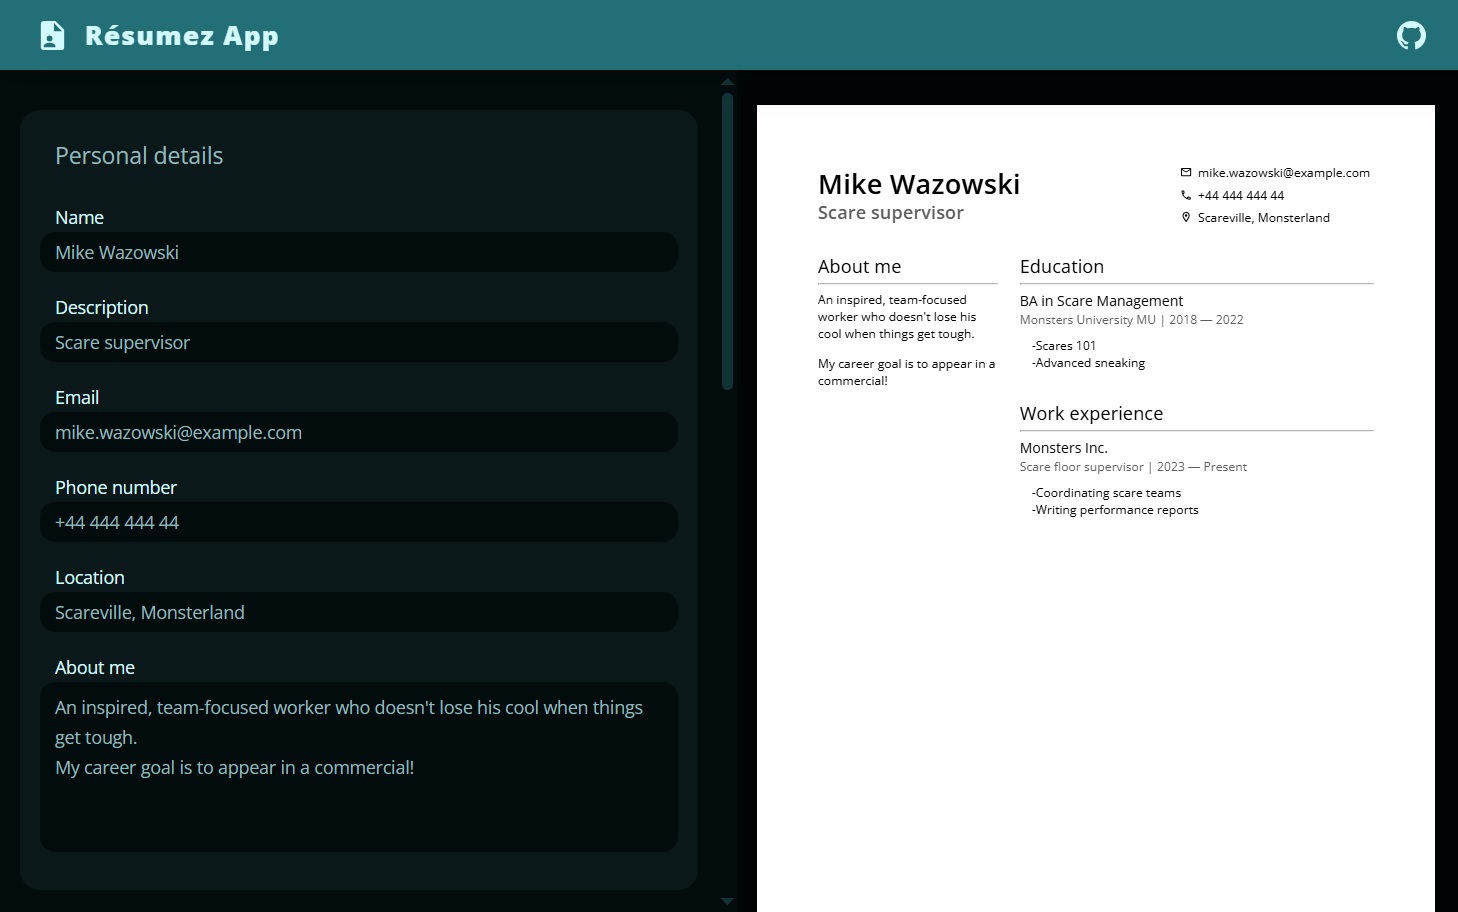 Résumez App
Personal details
Name
Mike Wazowski
Description
Scare supervisor
Email
mike.wazowski@example.com
Phone number
+44 444 444 44
Location
Scareville, Monsterland
About me
An inspired, team-focused worker who doesn't lose his cool when things
get tough.
My career goal is to appear in a commercial!
Mike Wazowski
Scare supervisor
mike.wazowski@example.com
+44 444 444 44
Scareville, Monsterland
About me
An inspired, team-focused
worker who doesn't lose his
cool when things get tough.
My career goal is to appear in a
commercial!
Education
BA in Scare Management
Monsters University MU | 2018 — 2022
-Scares 101
-Advanced sneaking
Work experience
Monsters Inc.
Scare floor supervisor | 2023 — Present
-Coordinating scare teams
-Writing performance reports